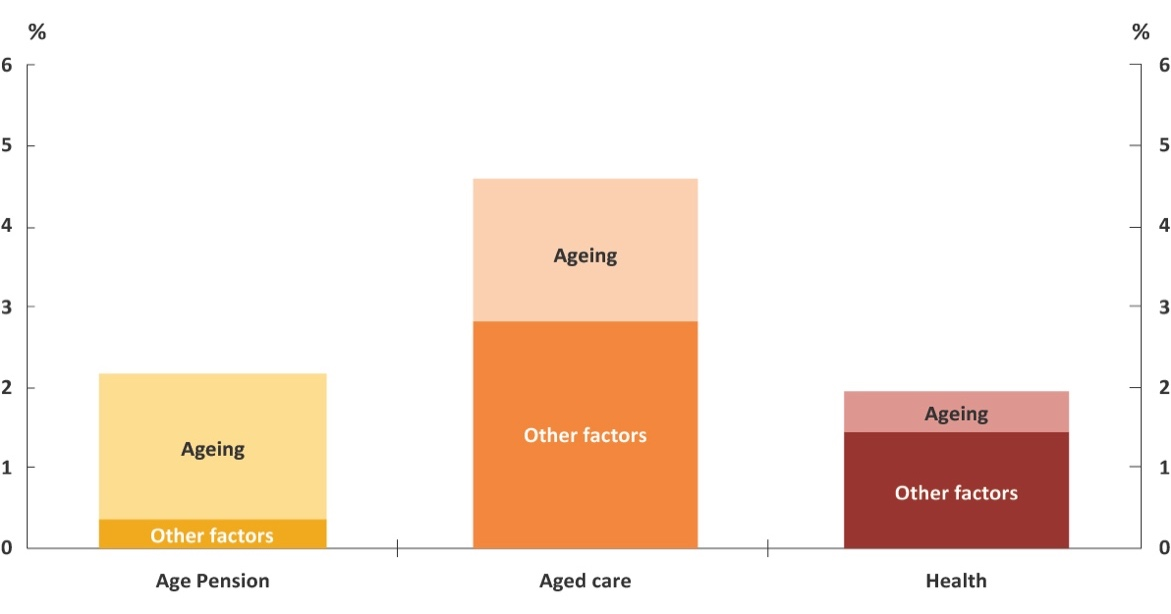 % %
6 6
5 5
4 4
3 3
2 2
1 1
0 0
Ageing
Other factors
Ageing
Other factors
Ageing
Other factors
Age Pension Aged care Health